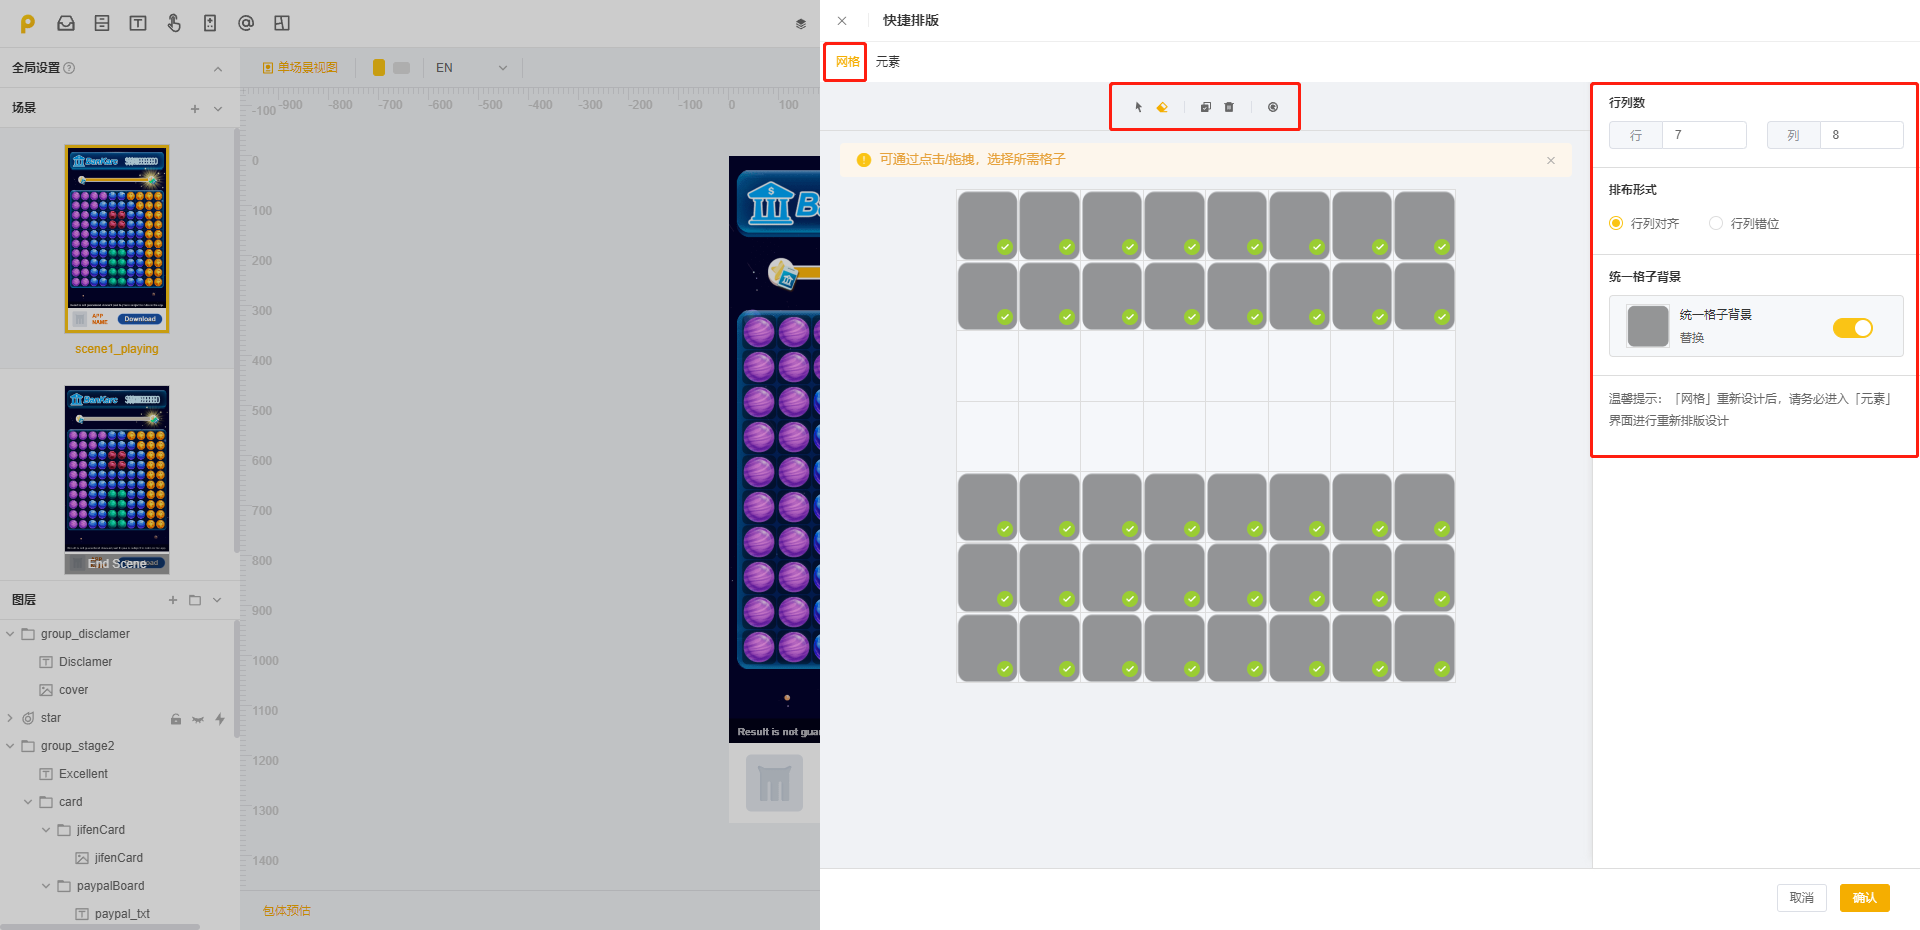 全局设置
场景
scene1_playing
APP
NAME
Download
End Scene
图层
group_disclamer
Disclamer
cover
star
group_stage2
Excellent
card
jifenCard
jifenCard
paypalBoard
paypal_txt
单场景视图
EN
-100
-900
-800
-700
-600
-500
-400
-300
-200
-100
0
100
0
100
200
300
400
500
600
700
800
900
1000
1100
1200
1300
1400
Result is not gua
包体预估
快捷排版
网格 元素
可通过点击/拖拽，选择所需格子
行列数
行 7 列 8
排布形式
行列对齐 行列错位
统一格子背景
统一格子背景
替换
温馨提示：「网格」重新设计后，请务必进入「元素」
界面进行重新排版设计
取消 确认